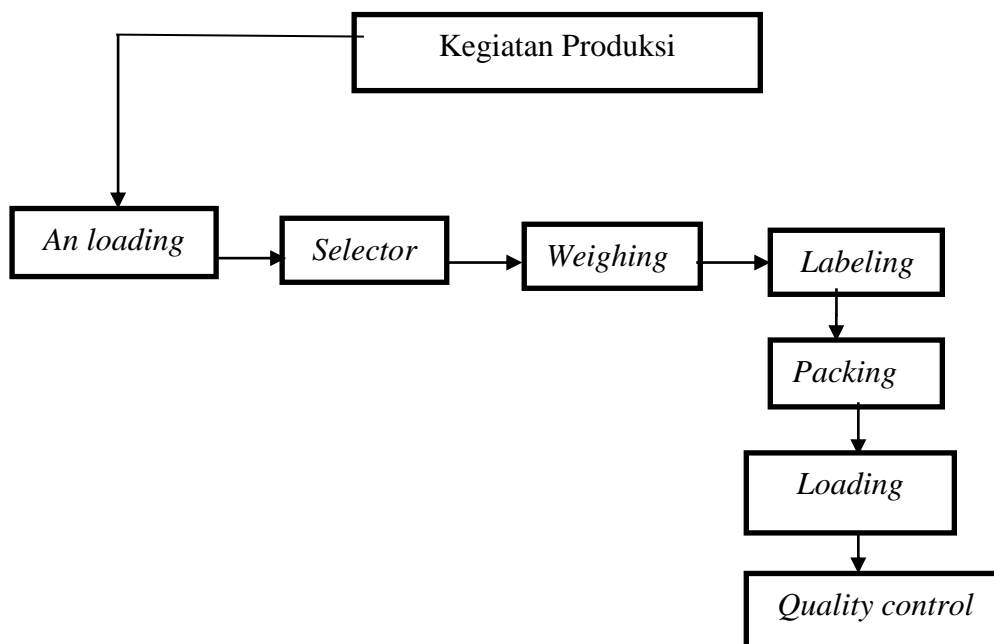 Kegiatan Produksi
An loading
Selector
Weighing
Labeling
Packing
Loading
Quality control